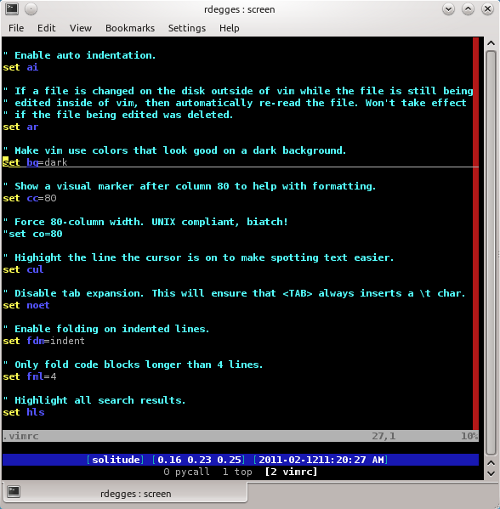 rdegges : screen
File Edit View Bookmarks Settings Help
" Enable auto indentation.
set ai
" If a file is changed on the disk outside of vim while the file is still being
" edited inside of vim, then automatically re-read the file. Won't take effect
" if the file being edited was deleted.
set ar
" Make vim use colors that look good on a dark background.
set bg=dark
" Show a visual marker after column 80 to help with formatting.
set cc=80
" Force 80-column width. UNIX compliant, biatch!
"set co=80
" Highight the line the cursor is on to make spotting text easier.
set cul
" Disable tab expansion. This will ensure that <TAB> always inserts a \t char.
set noet
" Enable folding on indented lines.
set fdm=indent
" Only fold code blocks longer than 4 lines.
set fml=4
" Highlight all search results.
set hls
.vimrc 27,1 10%
[solitude] [0.16 0.23 0.25] [2011-02-1211:20:27 AM]
0 pycall 1 top [2 vimrc]
rdegges : screen